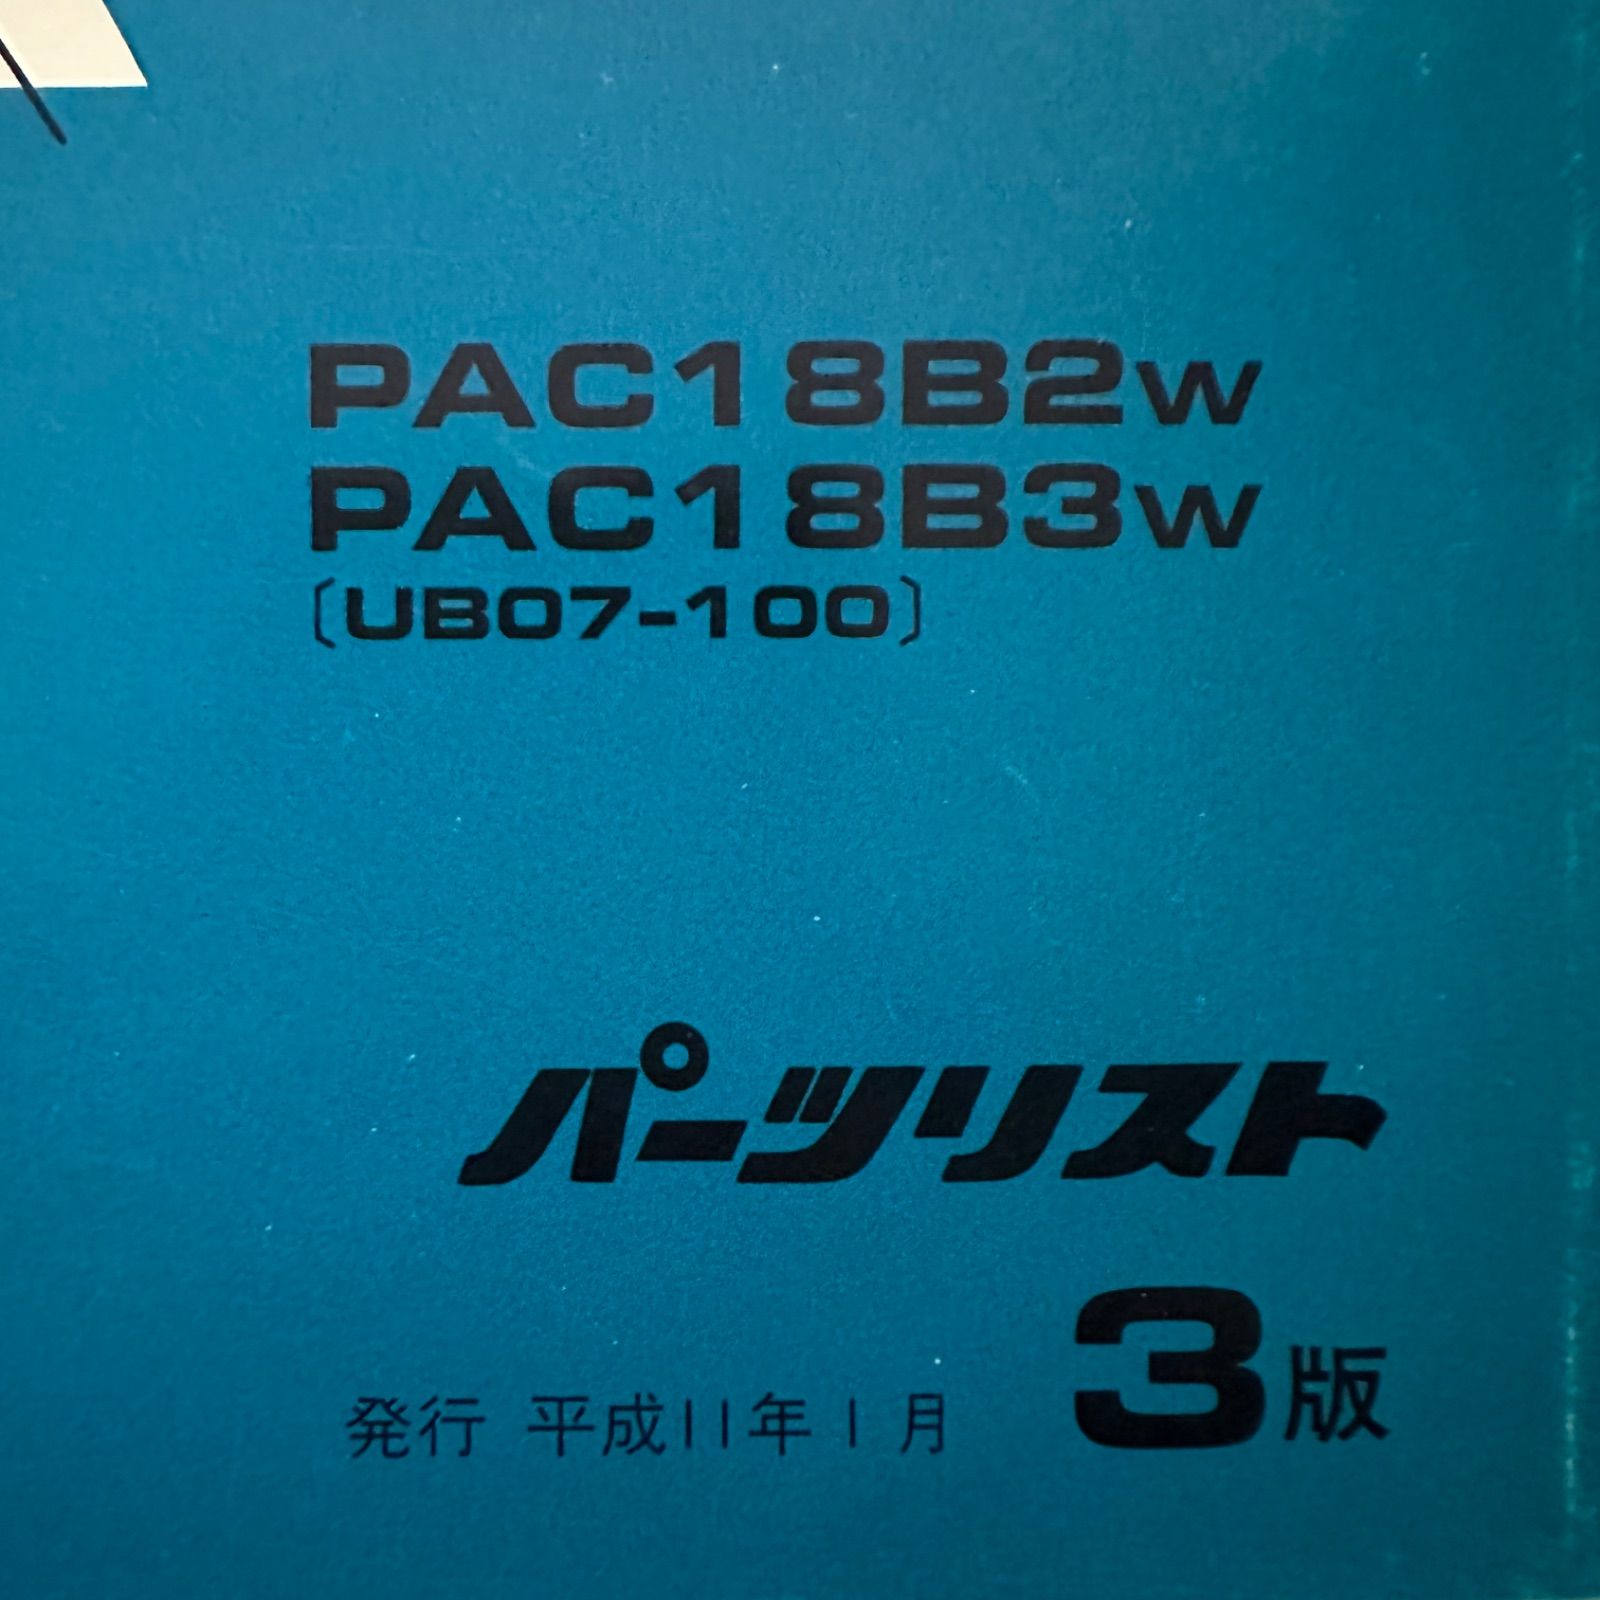 PAC18B2W
PAC18B3W
〔UB07-100〕
パーツリスト
3版
発行 平成11年1月